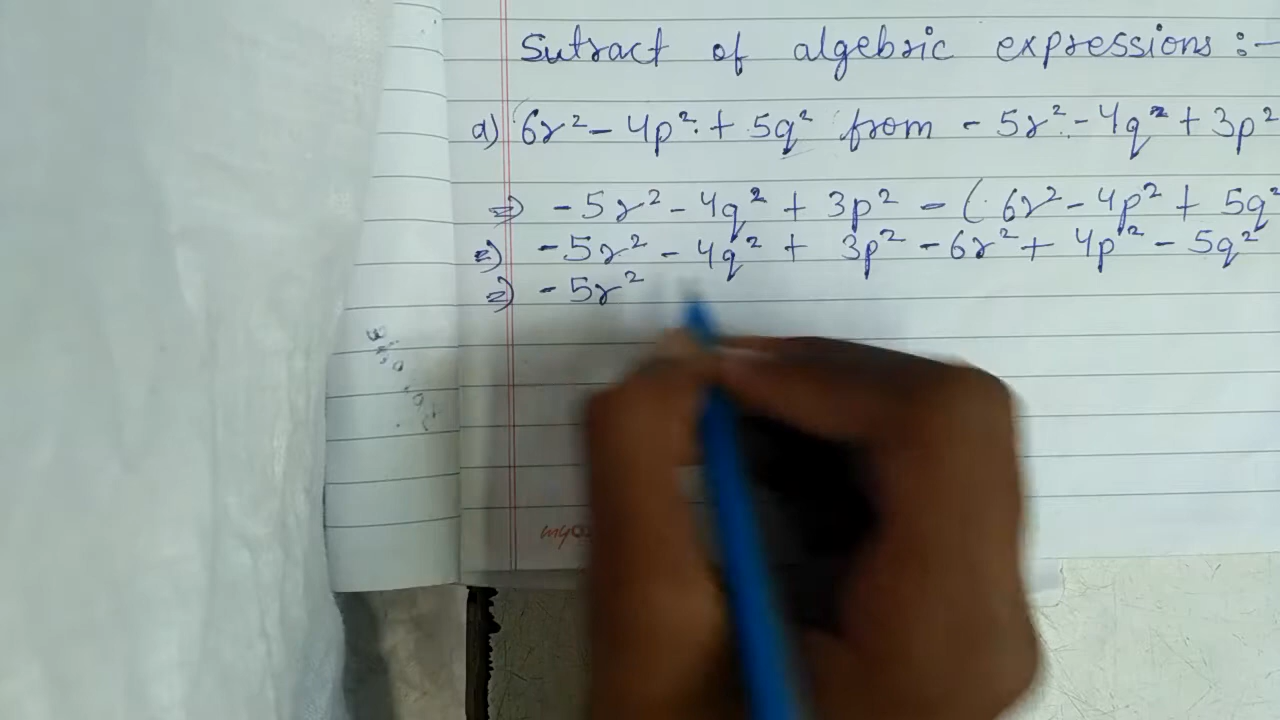 Sutract of algebric expressions :-
a) 6r² - 4p² + 5q² from - 5r² - 4q² + 3p²
=) - 5r² - 4q² + 3p² - ( 6r² - 4p² + 5q²
=) - 5r² - 4q² + 3p² - 6r² + 4p² - 5q²
=) - 5r²